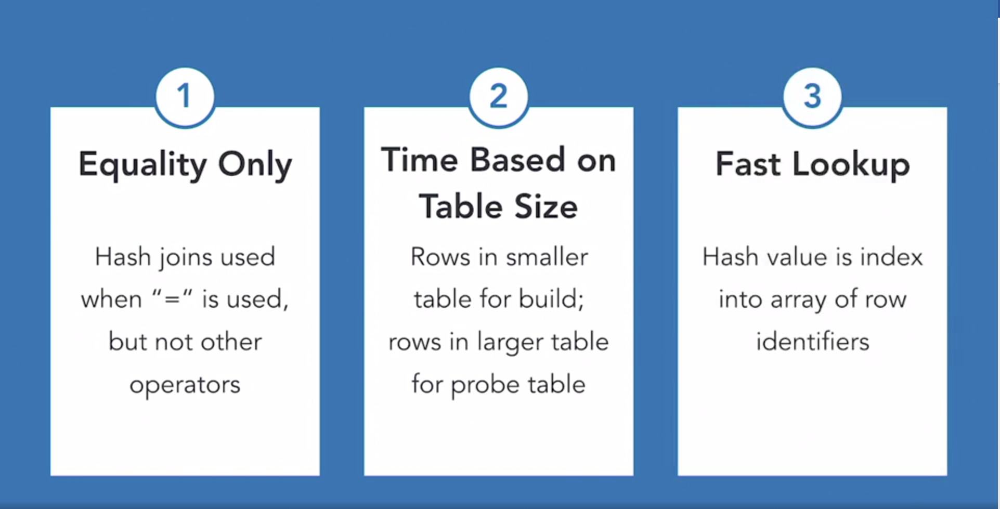 1
Equality Only
Hash joins used
when “=” is used,
but not other
operators
2
Time Based on
Table Size
Rows in smaller
table for build;
rows in larger table
for probe table
3
Fast Lookup
Hash value is index
into array of row
identifiers